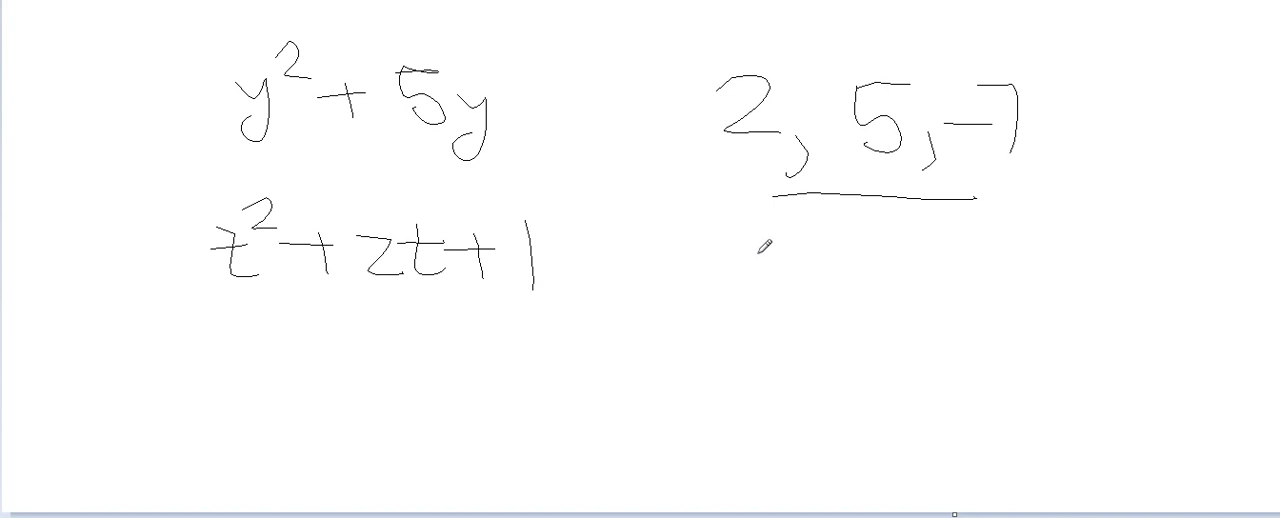 y² + 5y
2, 5, -7
t² + 2t + 1